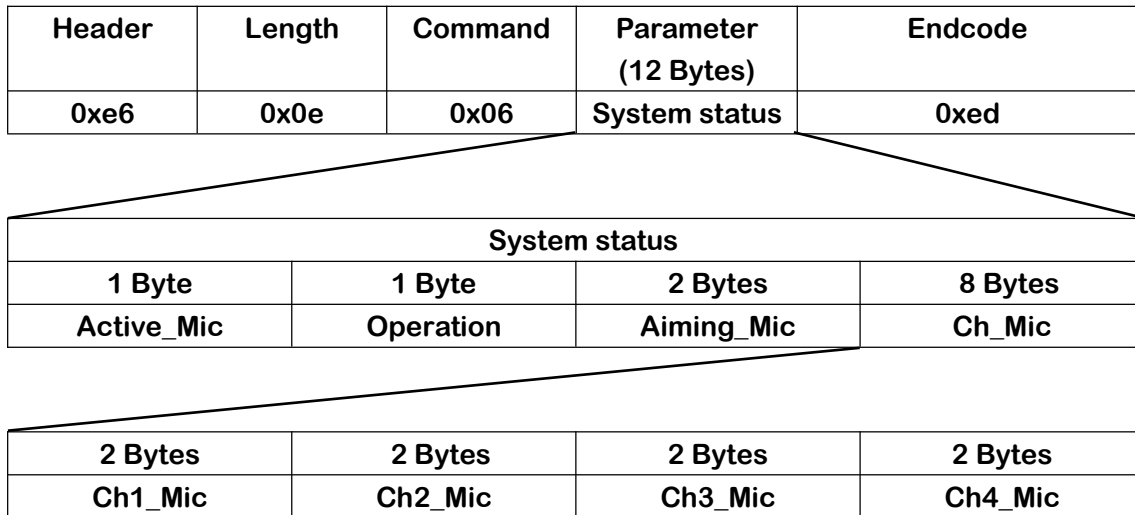 Header Length Command Parameter Endcode
(12 Bytes)
0xe6 0x0e 0x06 System status 0xed
System status
1 Byte 1 Byte 2 Bytes 8 Bytes
Active_Mic Operation Aiming_Mic Ch_Mic
2 Bytes 2 Bytes 2 Bytes 2 Bytes
Ch1_Mic Ch2_Mic Ch3_Mic Ch4_Mic